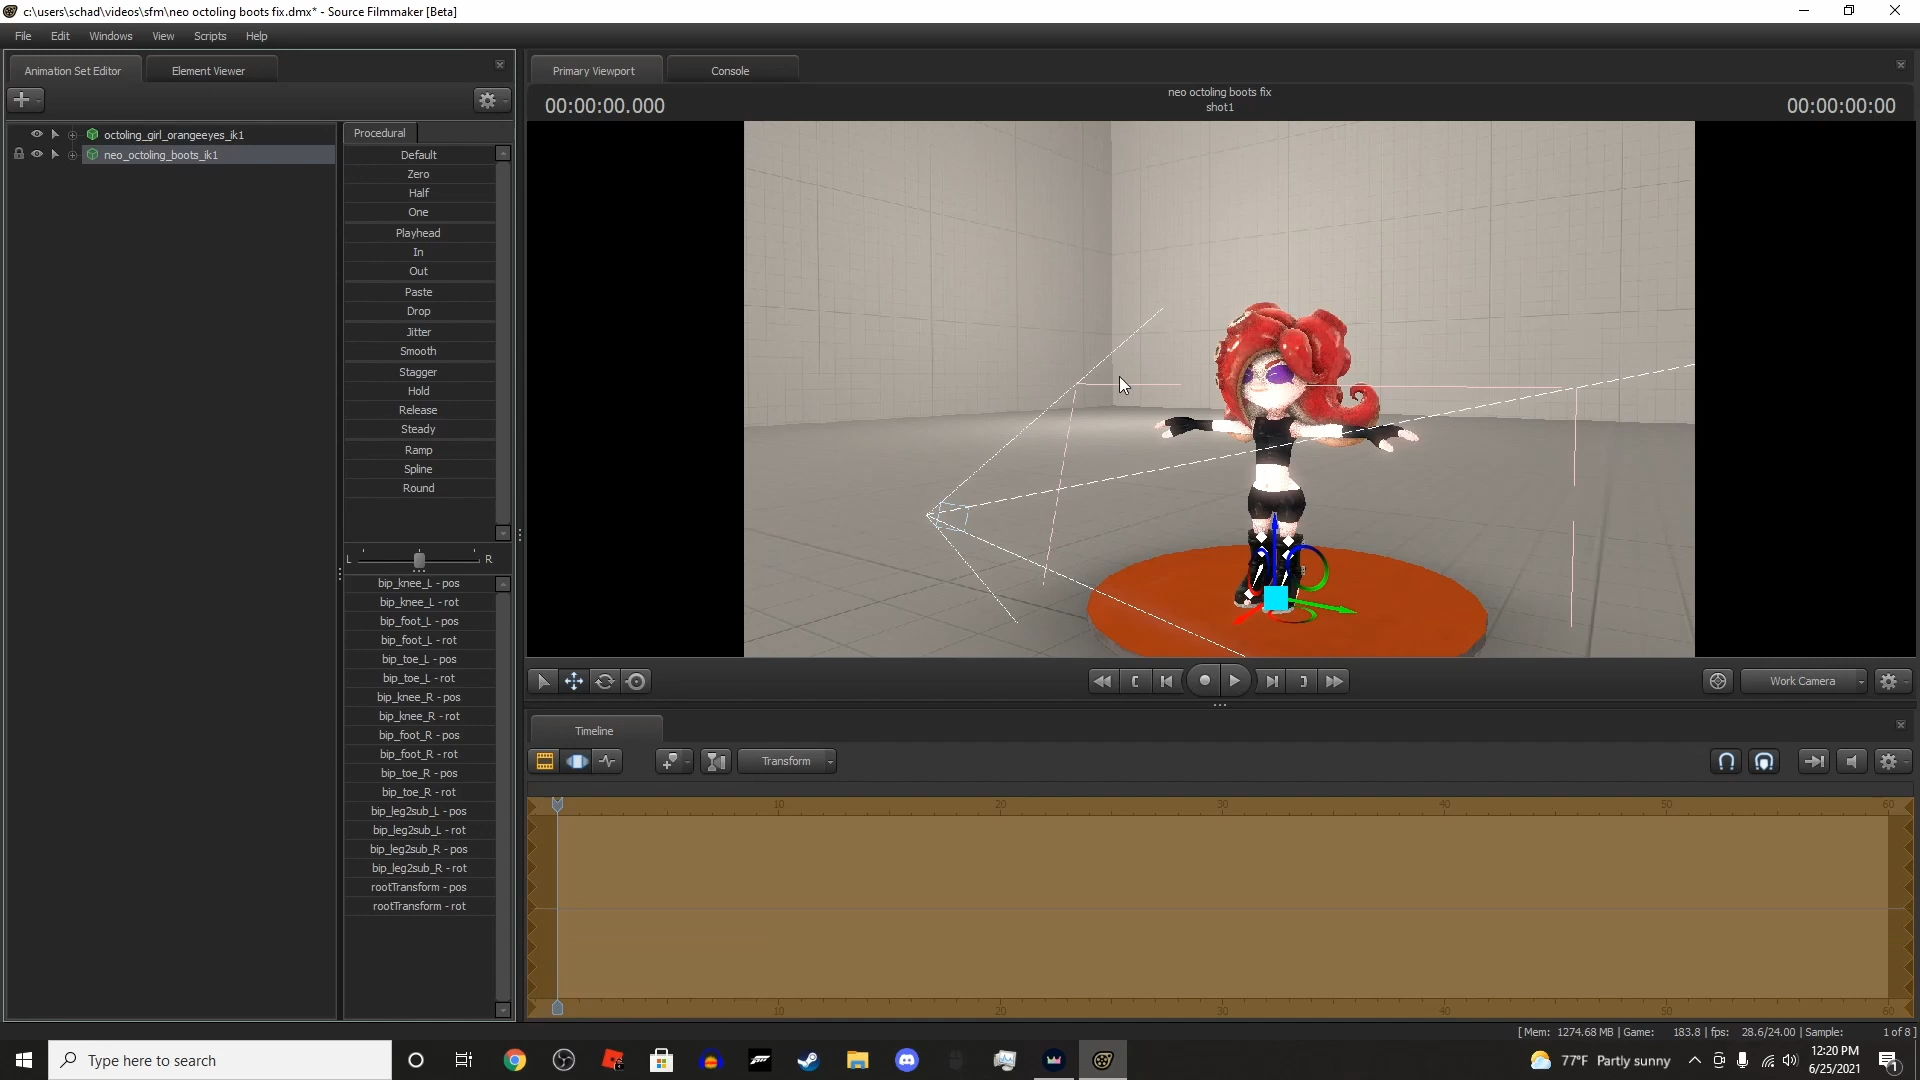 c:\users\schad\videos\sfm\neo octoling boots fix.dmx* - Source Filmmaker [Beta]
File Edit Windows View Scripts Help
Animation Set Editor Element Viewer
Primary Viewport Console
00:00:00.000
neo octoling boots fix
shot1
00:00:00:00
octoling_girl_orangeeyes_ik1
neo_octoling_boots_ik1
Procedural
Default
Zero
Half
One
Playhead
In
Out
Paste
Drop
Jitter
Smooth
Stagger
Hold
Release
Steady
Ramp
Spline
Round
L R
bip_knee_L - pos
bip_knee_L - rot
bip_foot_L - pos
bip_foot_L - rot
bip_toe_L - pos
bip_toe_L - rot
bip_knee_R - pos
bip_knee_R - rot
bip_foot_R - pos
bip_foot_R - rot
bip_toe_R - pos
bip_toe_R - rot
bip_leg2sub_L - pos
bip_leg2sub_L - rot
bip_leg2sub_R - pos
bip_leg2sub_R - rot
rootTransform - pos
rootTransform - rot
Work Camera
Timeline
Transform
10 20 30 40 50 60
10 20 30 40 50 60
[ Mem: 1274.68 MB | Game: 183.8 | fps: 28.6/24.00 | Sample: 1 of 8 ]
Type here to search
77°F Partly sunny
12:20 PM
6/25/2021
1